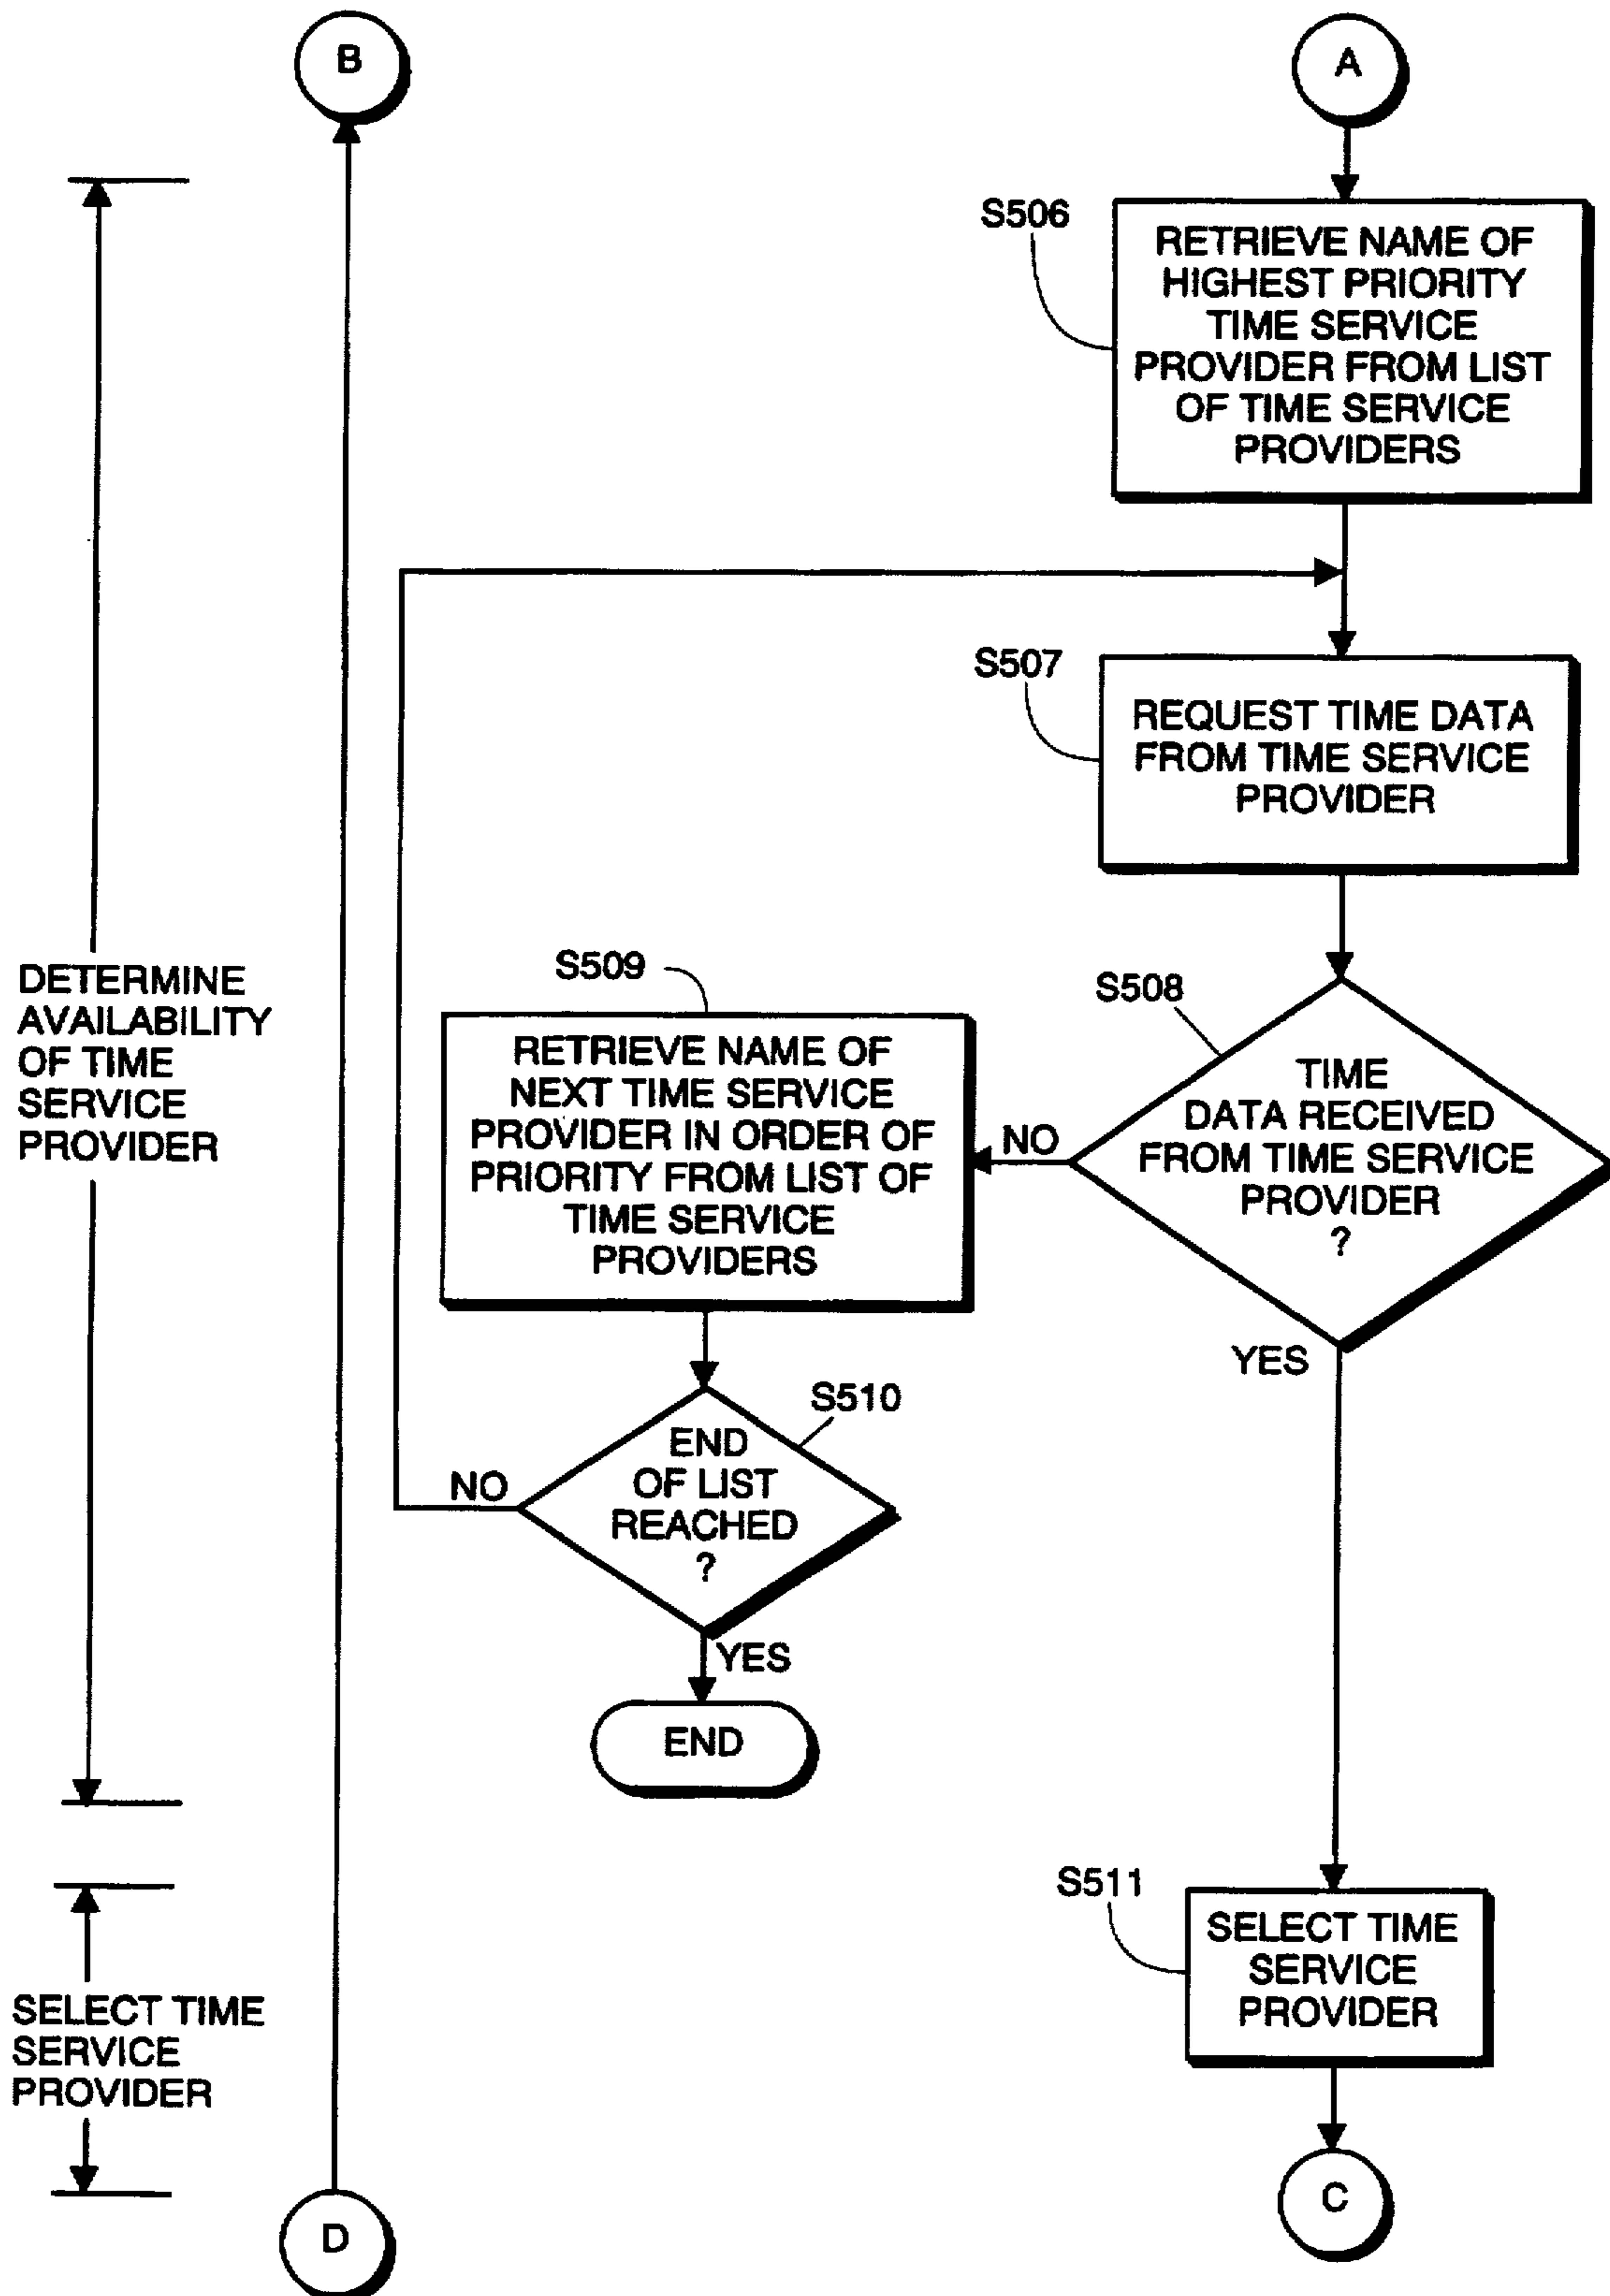 B
A
S506
RETRIEVE NAME OF
HIGHEST PRIORITY
TIME SERVICE
PROVIDER FROM LIST
OF TIME SERVICE
PROVIDERS
S507
REQUEST TIME DATA
FROM TIME SERVICE
PROVIDER
DETERMINE
AVAILABILITY
OF TIME
SERVICE
PROVIDER
S508
TIME
DATA RECEIVED
FROM TIME SERVICE
PROVIDER
?
NO
YES
S509
RETRIEVE NAME OF
NEXT TIME SERVICE
PROVIDER IN ORDER OF
PRIORITY FROM LIST OF
TIME SERVICE
PROVIDERS
S510
END
OF LIST
REACHED
?
NO
YES
END
S511
SELECT TIME
SERVICE
PROVIDER
SELECT TIME
SERVICE
PROVIDER
D
C